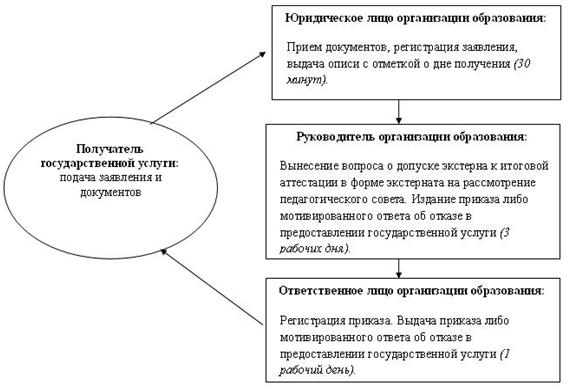 Юридическое лицо организации образования:
Прием документов, регистрация заявления,
выдача описи с отметкой о дне получения (30
минут).
Получатель
государственной услуги:
подача заявления и
документов
Руководитель организации образования:
Вынесение вопроса о допуске экстерна к итоговой
аттестации в форме экстерната на рассмотрение
педагогического совета. Издание приказа либо
мотивированного ответа об отказе в
предоставлении государственной услуги (3
рабочих дня).
Ответственное лицо организации образования:
Регистрация приказа. Выдача приказа либо
мотивированного ответа об отказе в
предоставлении государственной услуги (1
рабочий день).